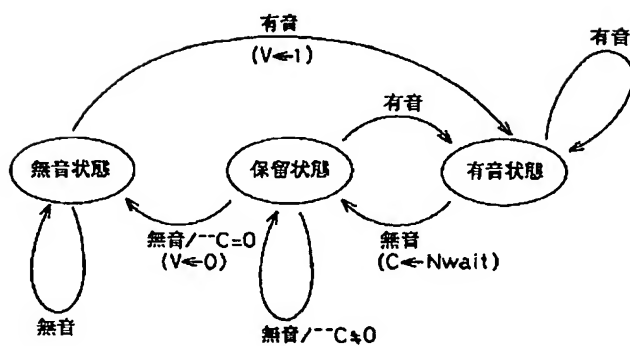 有音
(V←1)
有音
有音
無音状態
保留状態
有音状態
無音/--C=0
(V←0)
無音
(C←Nwait)
無音
無音/--C≠0